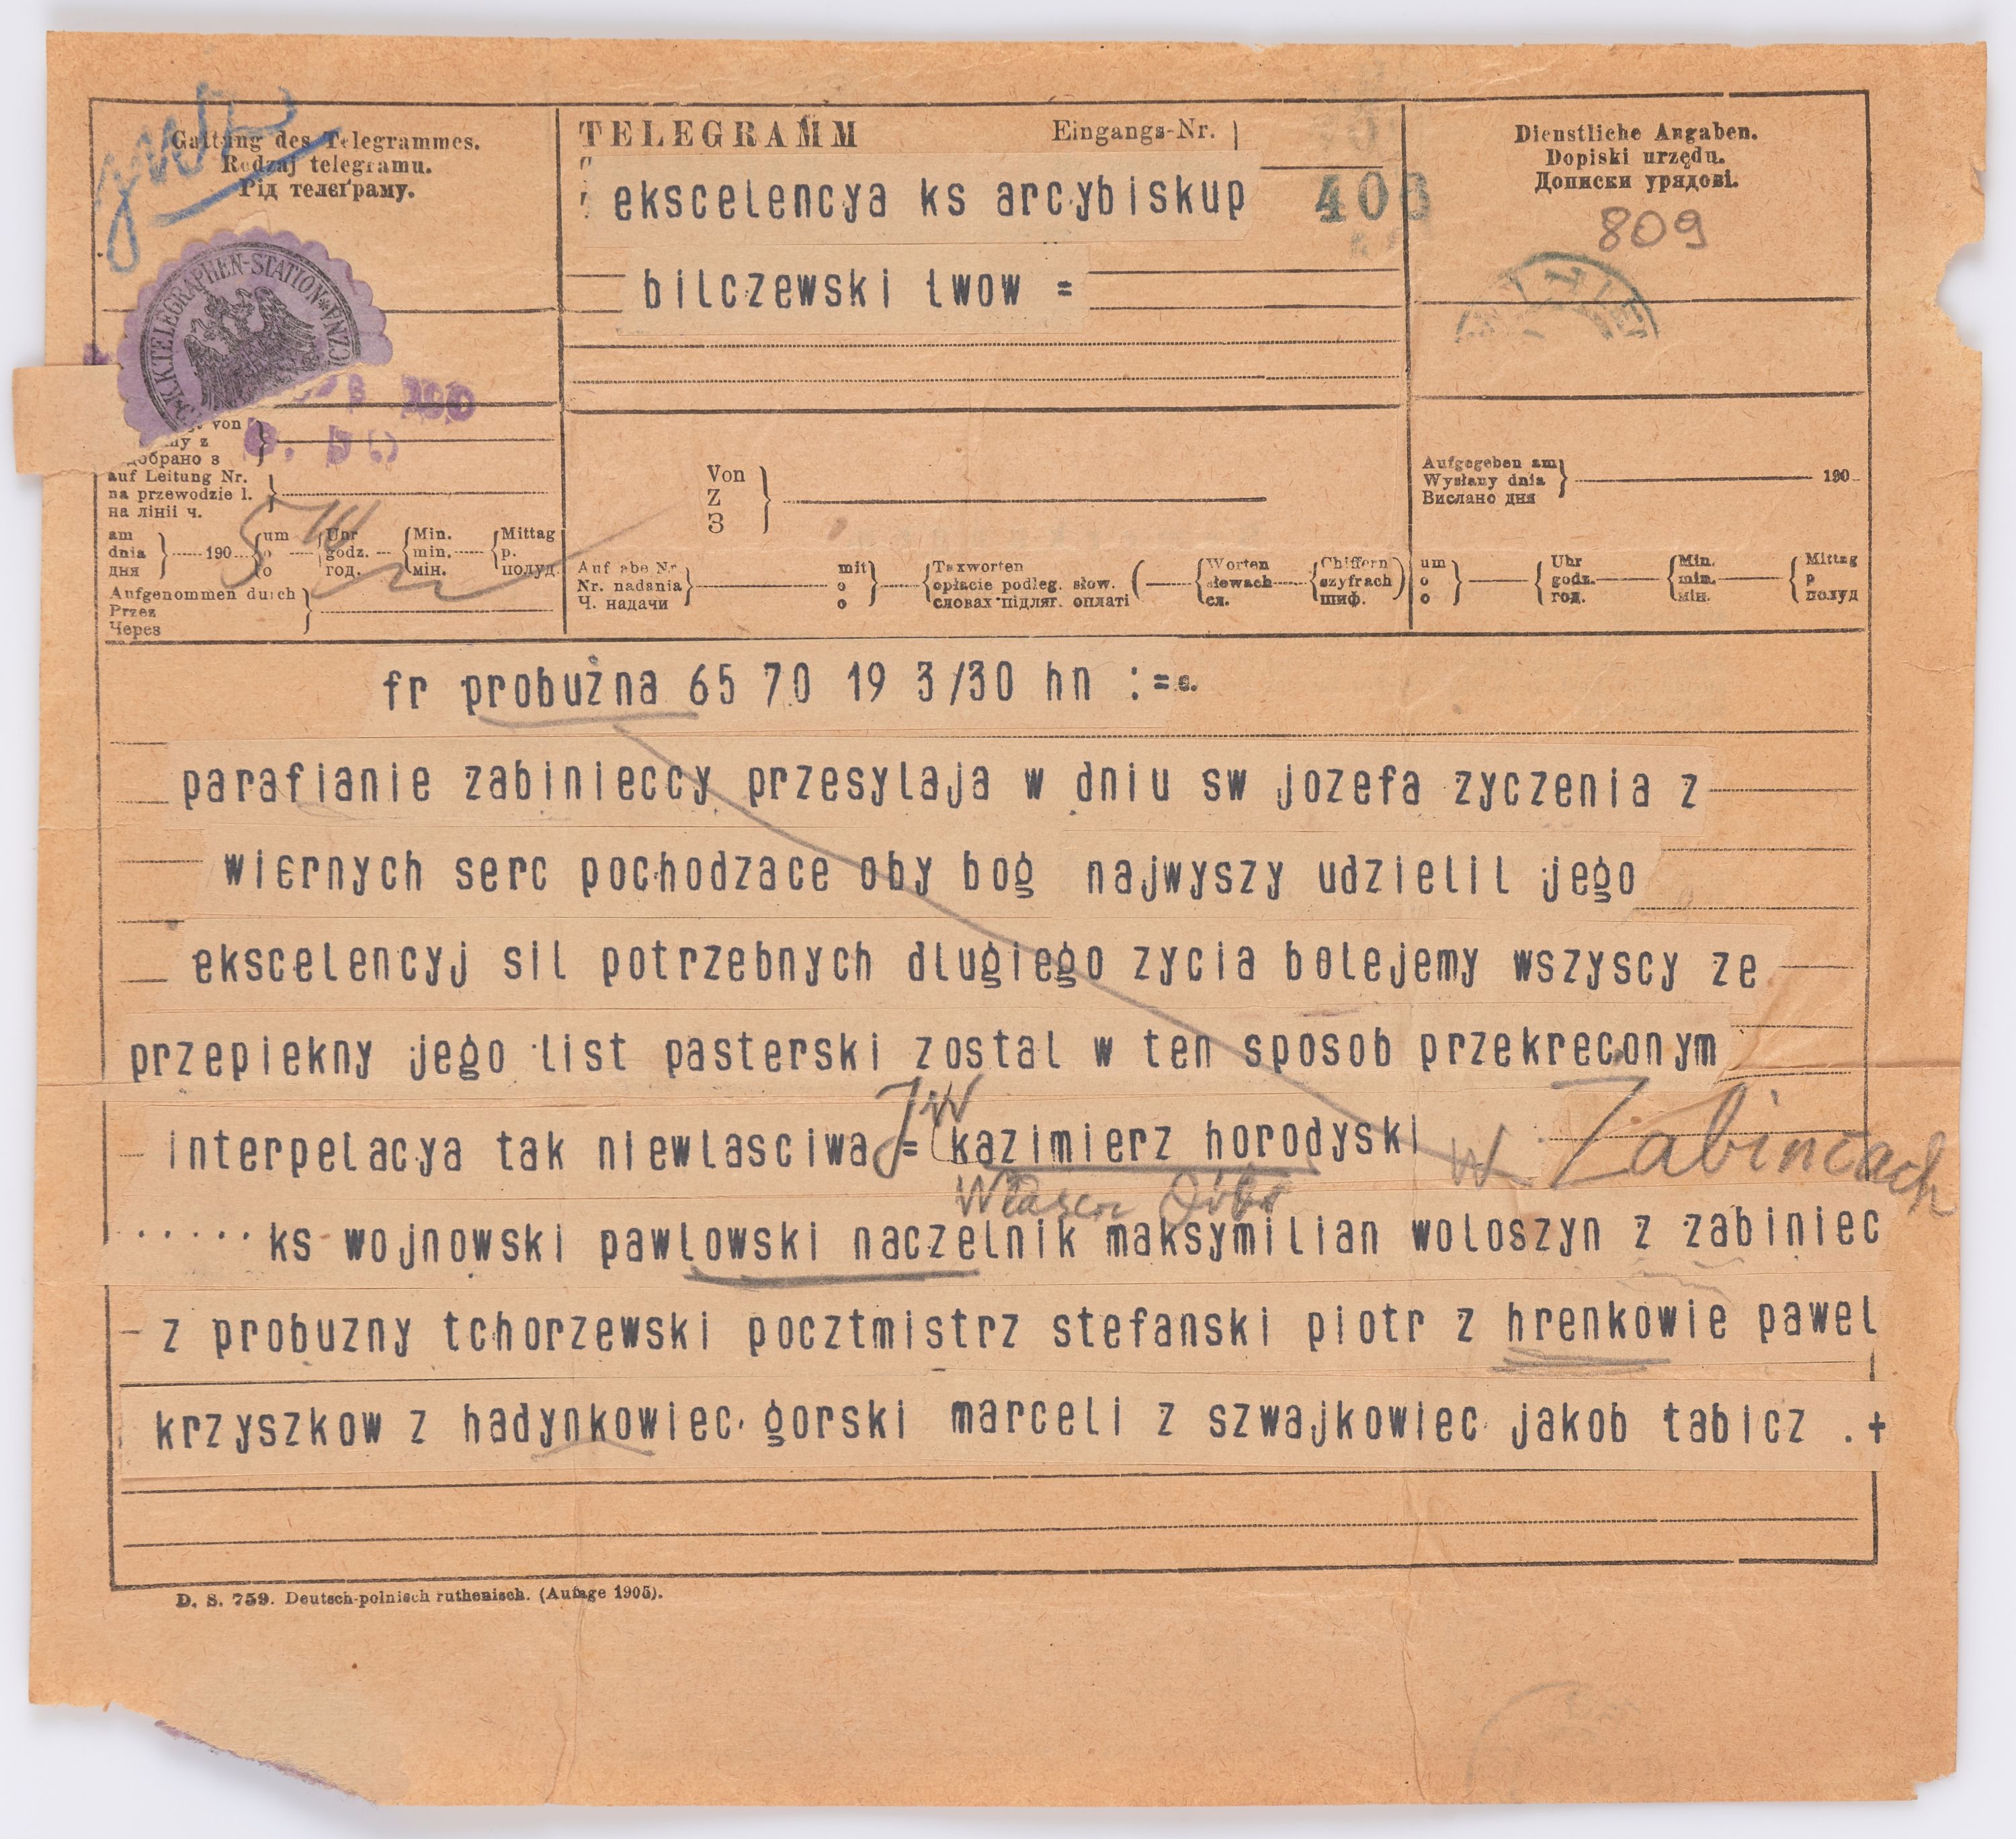 Gattung des Telegrammes.
Rodzaj telegramu.
Рід телєґраму.
TELEGRAMM
Eingangs-Nr.
Dienstliche Angaben.
Dopiski urzędu.
Дописки урядові.
ekscelencya ks arcybiskup
bilczewski lwow =
400
809
K.K.TELEGRAPHEN-STATION
von
z
добрано з
auf Leitung Nr.
na przewodzie l.
на лінії ч.
am
dnia
дня
190
um
o
o
Uhr
godz.
год.
Min.
min.
мін.
Mittag
p.
полуд.
Aufgenommen durch
Przez
Через
Von
Z
З
Aufgegeben am
Wysłany dnia
Вислано дня
190
Nr. nadania
Ч. надачи
mit
o
o
Taxworten
opłacie podleg. słow.
словах підляг. оплаті
Worten
słowach
сл.
Chiffern
szyfrach
шиф.
um
o
o
Uhr
godz.
год.
Min.
min.
мін.
Mittag
p
полуд
fr probużna 65 70 19 3/30 hn :=
parafianie zabinieccy przesylaja w dniu sw jozefa zyczenia z
wiernych serc pochodzace oby bog najwyszy udzielil jego
ekscelencyj sil potrzebnych dlugiego zycia bolejemy wszyscy ze
przepiekny jego list pasterski zostal w ten sposob przekreconym
interpelacya tak niewlasciwa = JW kazimierz horodyski w Żabińcach
Właścic Dóbr
ks wojnowski pawlowski naczelnik maksymilian woloszyn z zabiniec
z probuzny tchorzewski pocztmistrz stefanski piotr z hrenkowie pawel
krzyszkow z hadynkowiec gorski marceli z szwajkowiec jakob tabicz . +
D. S. 759. Deutsch-polnisch ruthenisch. (Auflage 1905).